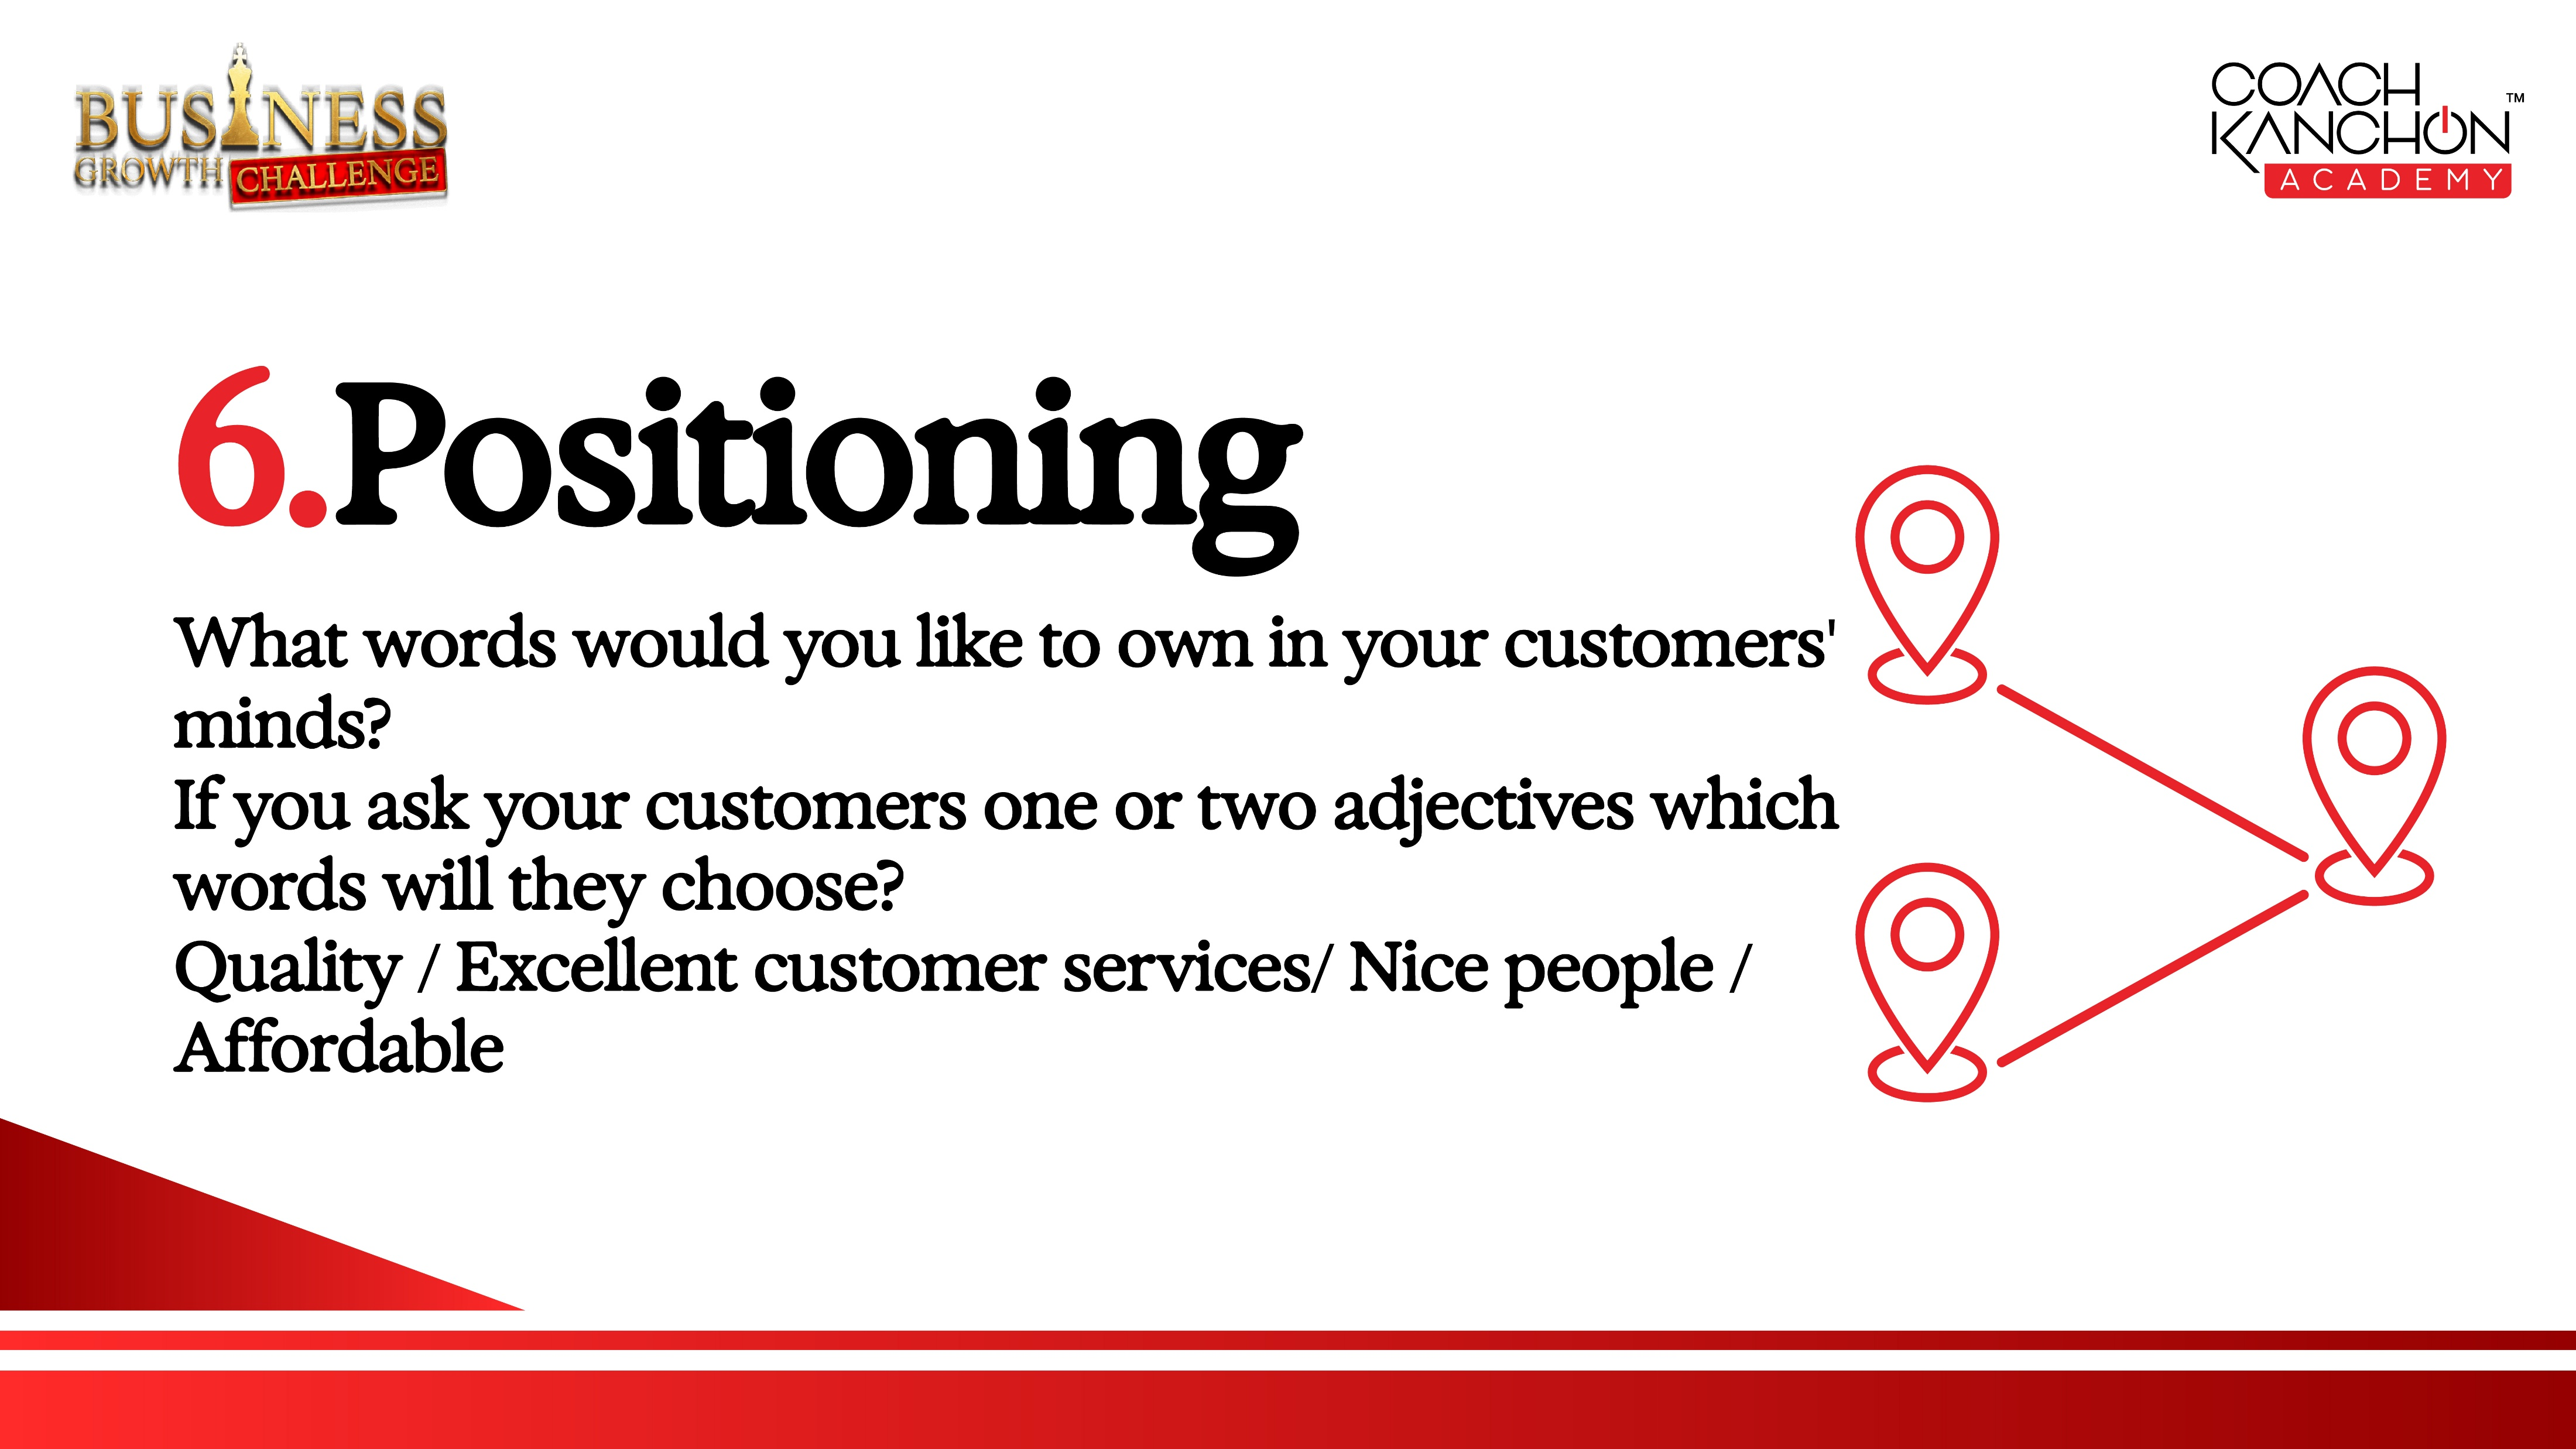 BUSINESS
GROWTH CHALLENGE
COACH
KANCHON
TM
ACADEMY
6.Positioning
What words would you like to own in your customers'
minds?
If you ask your customers one or two adjectives which
words will they choose?
Quality / Excellent customer services/ Nice people /
Affordable